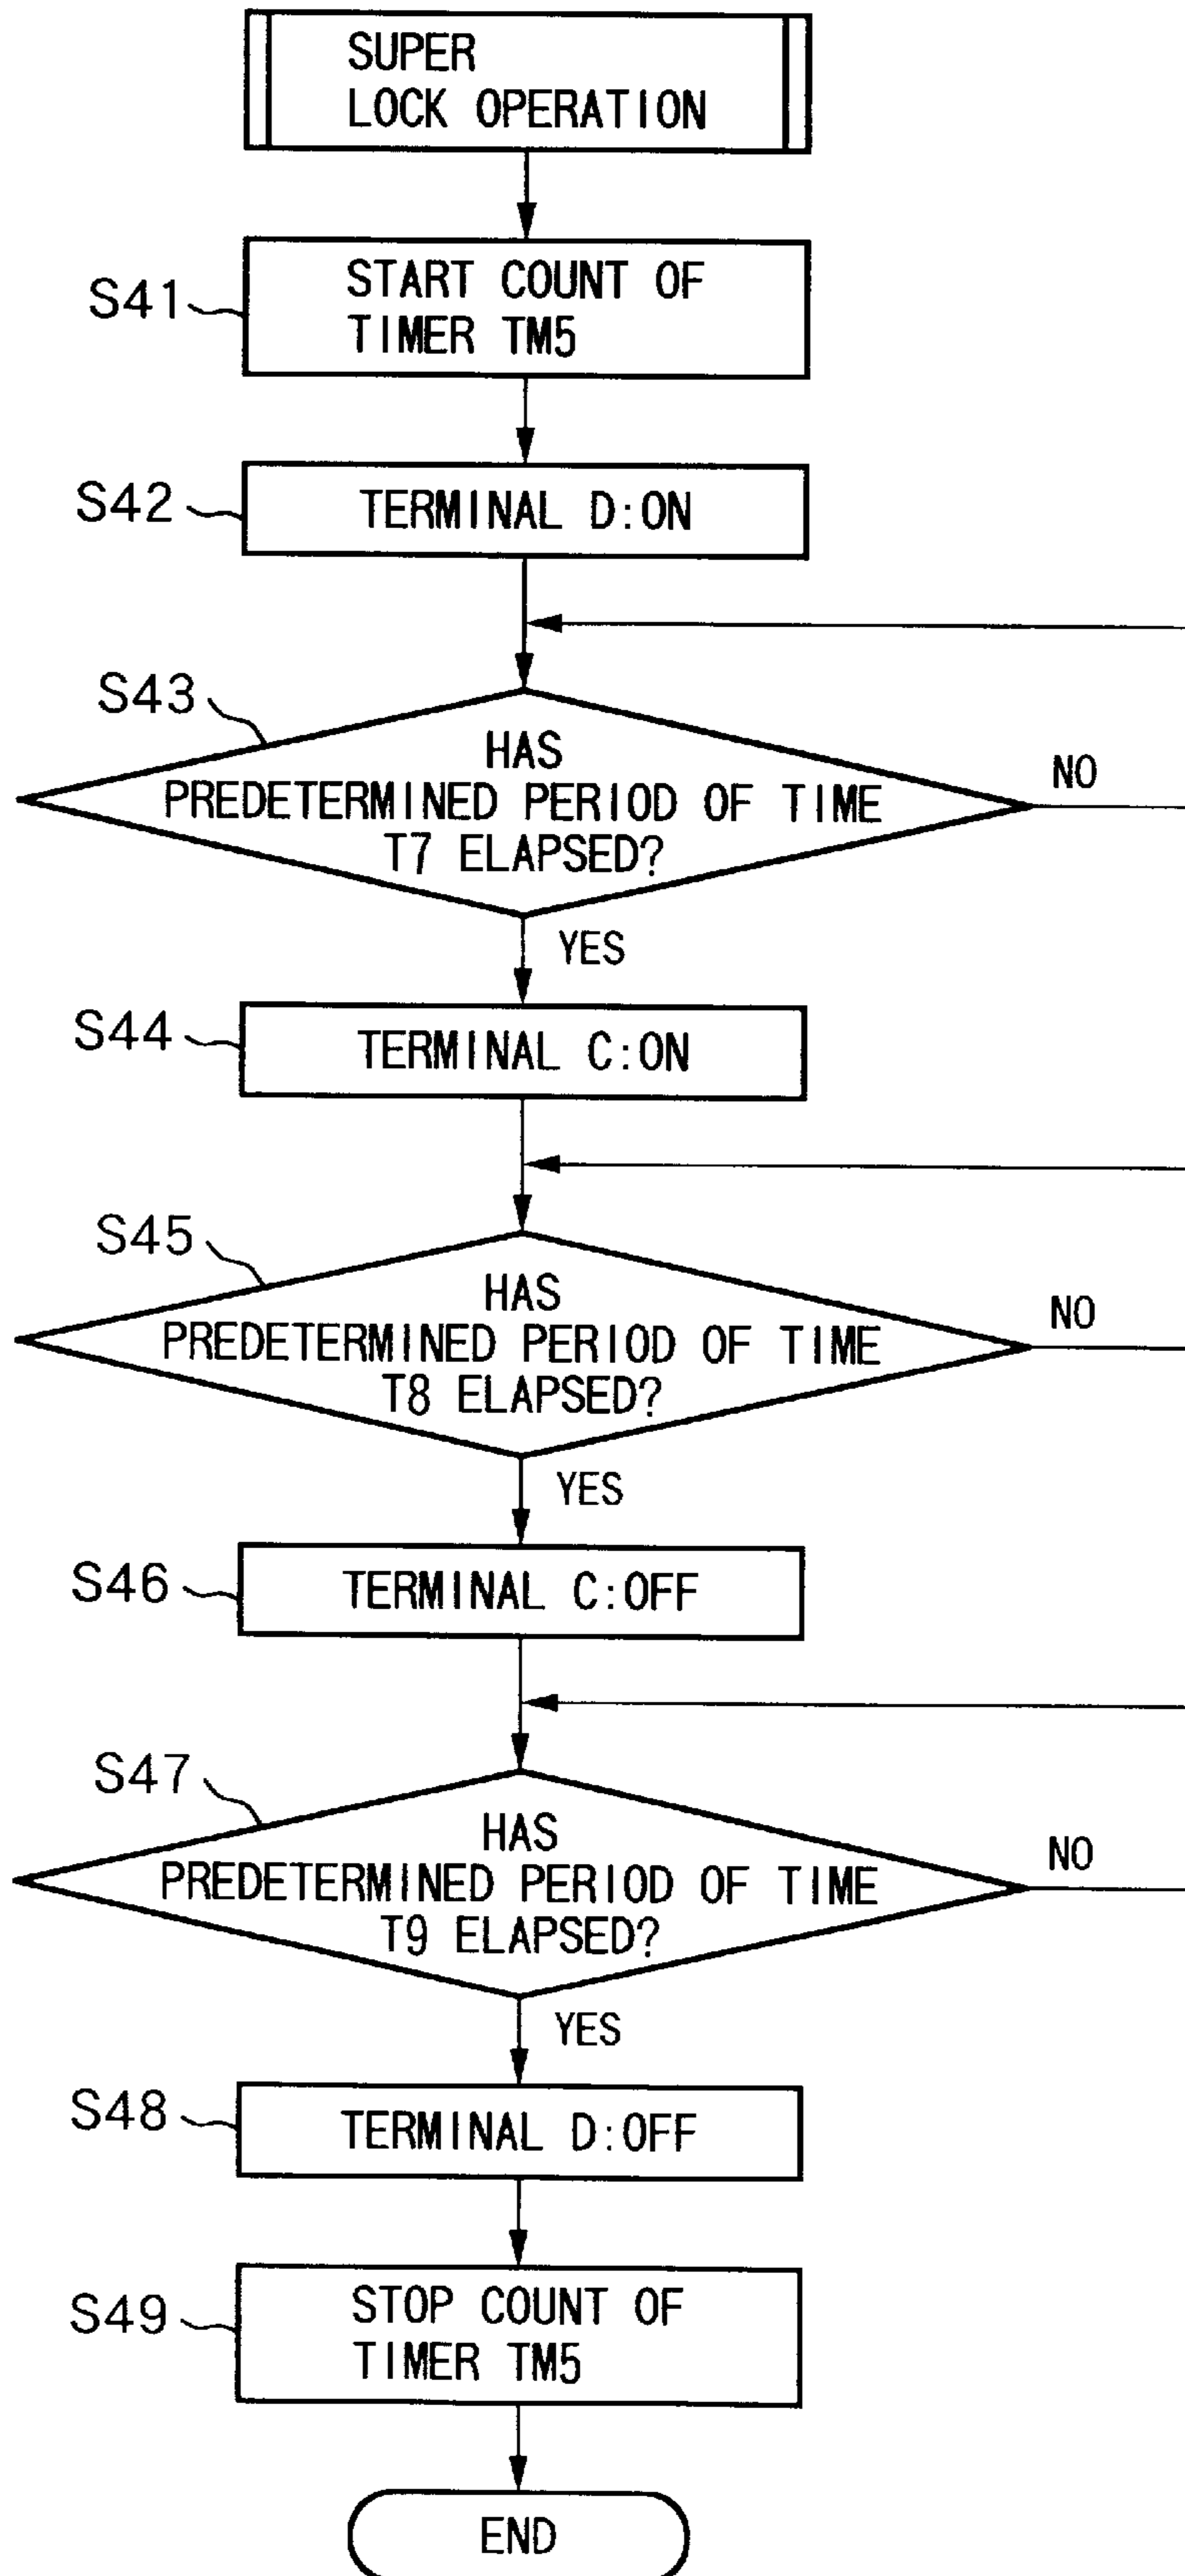 SUPER
LOCK OPERATION
S41
START COUNT OF
TIMER TM5
S42
TERMINAL D:ON
S43
HAS
PREDETERMINED PERIOD OF TIME
T7 ELAPSED?
NO
YES
S44
TERMINAL C:ON
S45
HAS
PREDETERMINED PERIOD OF TIME
T8 ELAPSED?
NO
YES
S46
TERMINAL C:OFF
S47
HAS
PREDETERMINED PERIOD OF TIME
T9 ELAPSED?
NO
YES
S48
TERMINAL D:OFF
S49
STOP COUNT OF
TIMER TM5
END